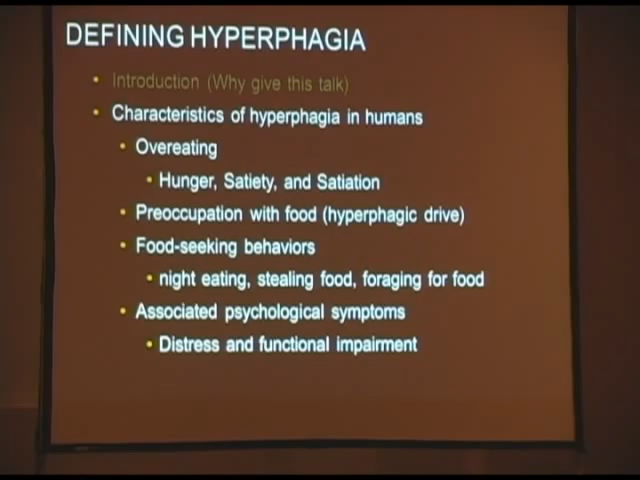 DEFINING HYPERPHAGIA
• Introduction (Why give this talk)
• Characteristics of hyperphagia in humans
• Overeating
• Hunger, Satiety, and Satiation
• Preoccupation with food (hyperphagic drive)
• Food-seeking behaviors
• night eating, stealing food, foraging for food
• Associated psychological symptoms
• Distress and functional impairment